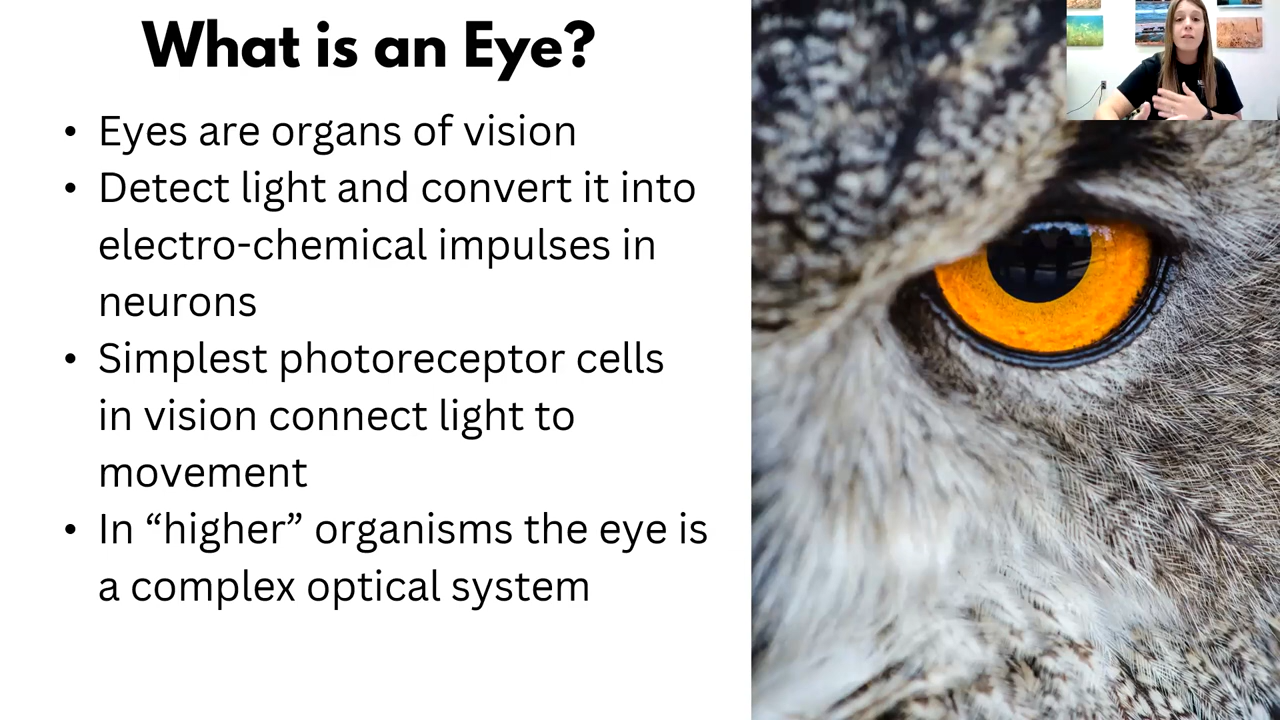 What is an Eye?
• Eyes are organs of vision
• Detect light and convert it into
electro-chemical impulses in
neurons
• Simplest photoreceptor cells
in vision connect light to
movement
• In “higher” organisms the eye is
a complex optical system